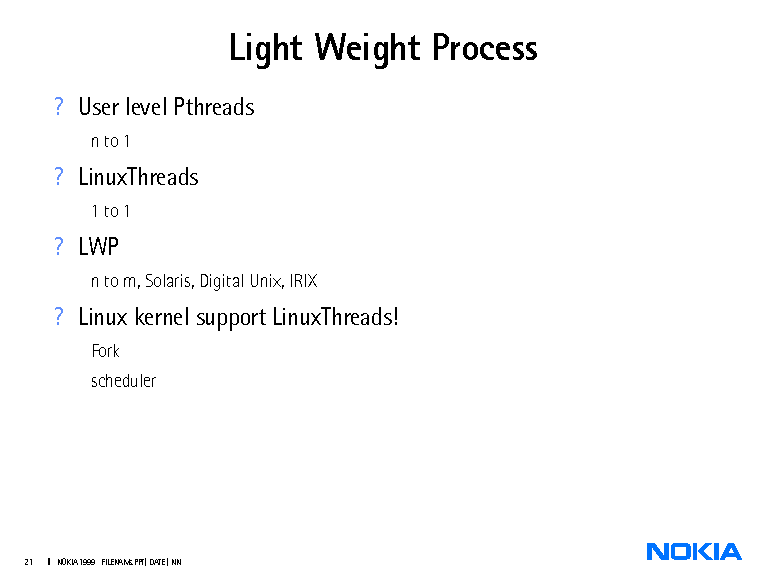 Light Weight Process
? User level Pthreads
n to 1
? LinuxThreads
1 to 1
? LWP
n to m, Solaris, Digital Unix, IRIX
? Linux kernel support LinuxThreads!
Fork
scheduler
21 NOKIA 1999 FILENAMs.PPT| DATE | NN
NOKIA